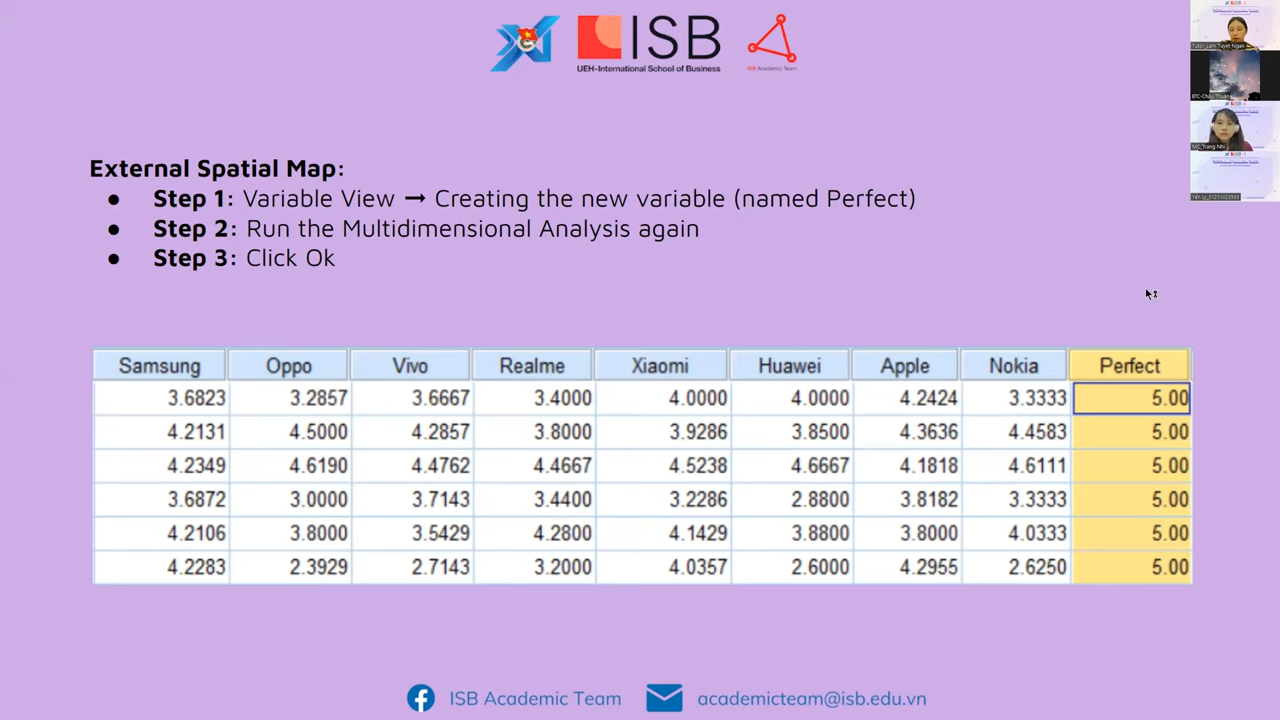 ISB
UEH-International School of Business
ISB Academic Team
Tutor_Lam Tuyet Ngan
BTC-Châu Thuận
MC_Trang Nhi
External Spatial Map:
● Step 1: Variable View → Creating the new variable (named Perfect)
● Step 2: Run the Multidimensional Analysis again
● Step 3: Click Ok
Samsung Oppo Vivo Realme Xiaomi Huawei Apple Nokia Perfect
3.6823 3.2857 3.6667 3.4000 4.0000 4.0000 4.2424 3.3333 5.00
4.2131 4.5000 4.2857 3.8000 3.9286 3.8500 4.3636 4.4583 5.00
4.2349 4.6190 4.4762 4.4667 4.5238 4.6667 4.1818 4.6111 5.00
3.6872 3.0000 3.7143 3.4400 3.2286 2.8800 3.8182 3.3333 5.00
4.2106 3.8000 3.5429 4.2800 4.1429 3.8800 3.8000 4.0333 5.00
4.2283 2.3929 2.7143 3.2000 4.0357 2.6000 4.2955 2.6250 5.00
ISB Academic Team academicteam@isb.edu.vn